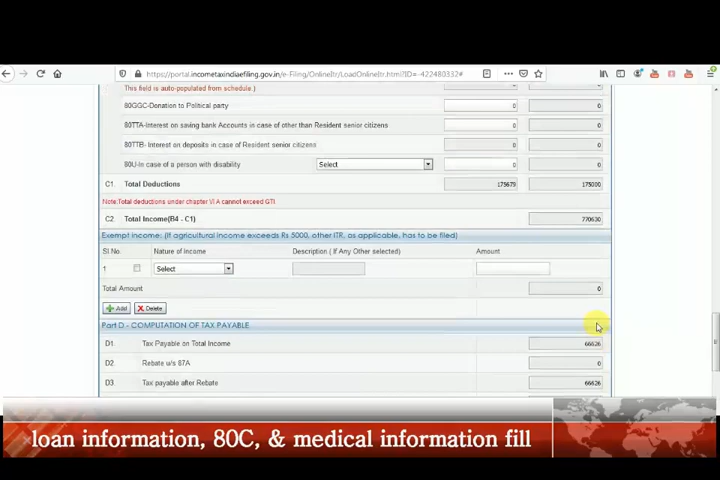 https://portal.incometaxindiaefiling.gov.in/e-Filing/OnlineItr/LoadOnlineItr.html?ID=-422480332#
This field is auto-populated from schedule.)
80GGC-Donation to Political party 0 0
80TTA-Interest on saving bank Accounts in case of other than Resident senior citizens 0 0
80TTB- Interest on deposits in case of Resident senior citizens 0 0
80U-In case of a person with disability Select 0 0
C1. Total Deductions 175679 175000
Note:Total deductions under chapter VI A cannot exceed GTI
C2. Total Income(B4 - C1) 770630
Exempt Income: (If agricultural income exceeds Rs 5000, other ITR, as applicable, has to be filed)
Sl.No. Nature of Income Description ( If Any Other selected) Amount
1 Select
Total Amount 0
Add Delete
Part D - COMPUTATION OF TAX PAYABLE
D1. Tax Payable on Total Income 66626
D2. Rebate u/s 87A 0
D3 Tax payable after Rebate 66626
loan information, 80C, & medical information fill